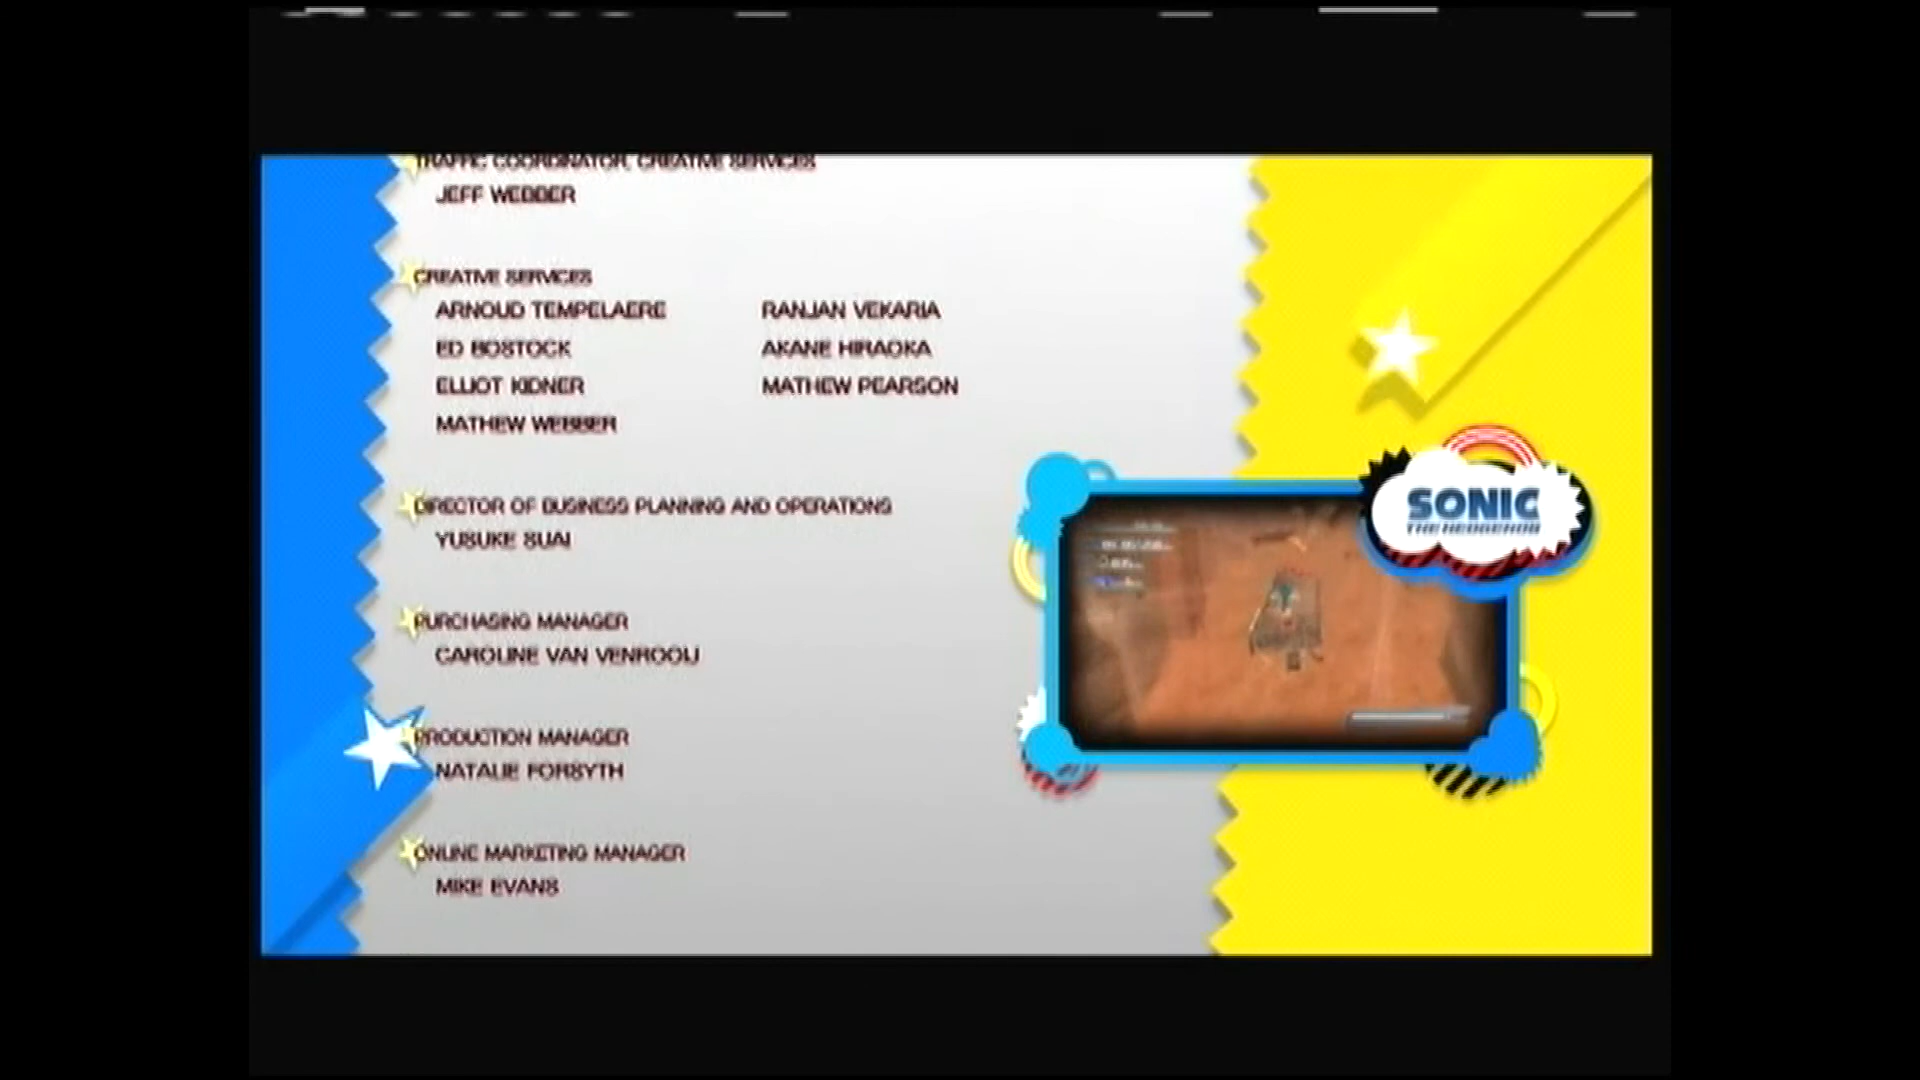 TRAFFIC COORDINATOR, CREATIVE SERVICES
JEFF WEBBER
CREATIVE SERVICES
ARNOUD TEMPELAERE
RANJAN VEKARIA
ED BOSTOCK
AKANE HIRAOKA
ELLIOT KIDNER
MATHEW PEARSON
MATHEW WEBBER
DIRECTOR OF BUSINESS PLANNING AND OPERATIONS
YUSUKE SUAI
PURCHASING MANAGER
CAROLINE VAN VENROOIJ
PRODUCTION MANAGER
NATALIE FORSYTH
ONLINE MARKETING MANAGER
MIKE EVANS
SONIC
THE HEDGEHOG